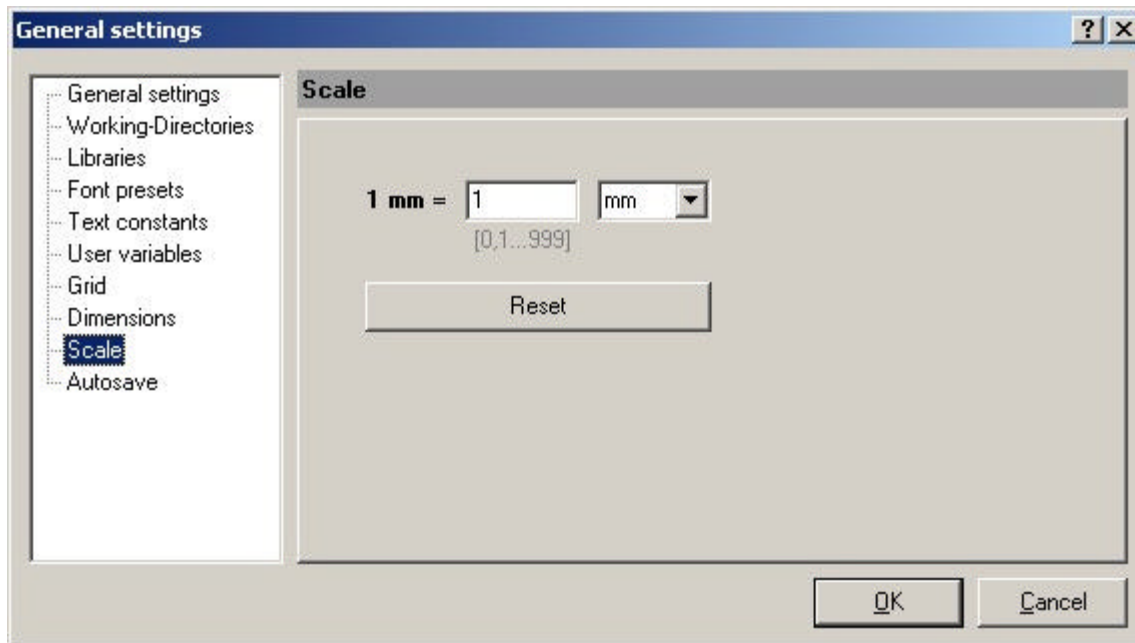 General settings
General settings
Working-Directories
Libraries
Font presets
Text constants
User variables
Grid
Dimensions
Scale
Autosave
Scale
1 mm = 1 mm
[0,1...999]
Reset
OK Cancel